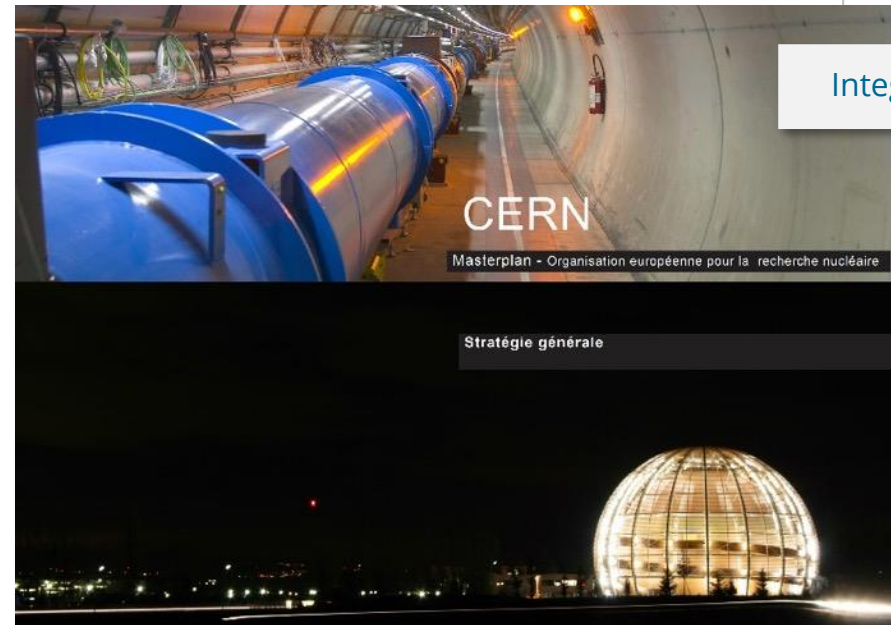 CERN
Masterplan - Organisation européenne pour la recherche nucléaire
Stratégie générale